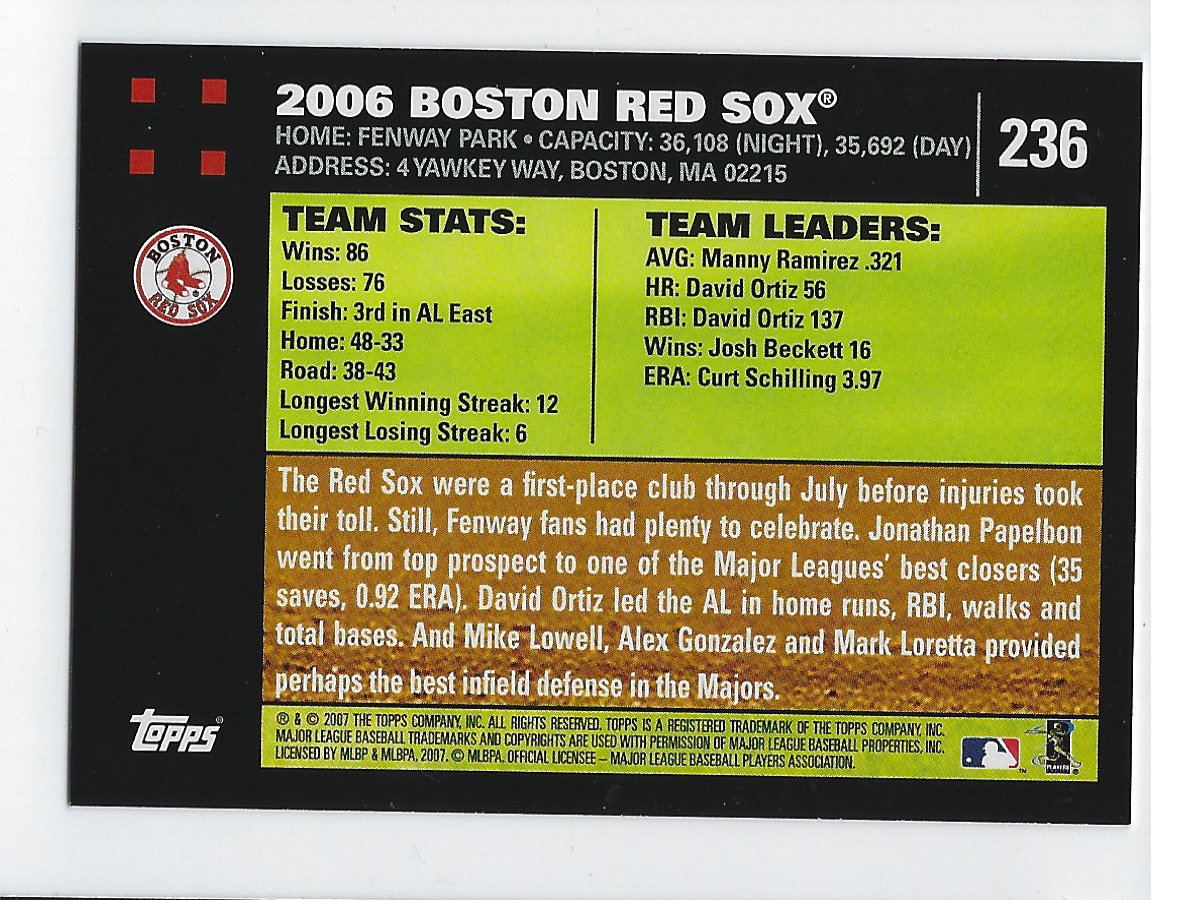 2006 BOSTON RED SOX®
HOME: FENWAY PARK • CAPACITY: 36,108 (NIGHT), 35,692 (DAY)
ADDRESS: 4 YAWKEY WAY, BOSTON, MA 02215
236
BOSTON
RED SOX
TEAM STATS:
Wins: 86
Losses: 76
Finish: 3rd in AL East
Home: 48-33
Road: 38-43
Longest Winning Streak: 12
Longest Losing Streak: 6
TEAM LEADERS:
AVG: Manny Ramirez .321
HR: David Ortiz 56
RBI: David Ortiz 137
Wins: Josh Beckett 16
ERA: Curt Schilling 3.97
The Red Sox were a first-place club through July before injuries took
their toll. Still, Fenway fans had plenty to celebrate. Jonathan Papelbon
went from top prospect to one of the Major Leagues' best closers (35
saves, 0.92 ERA). David Ortiz led the AL in home runs, RBI, walks and
total bases. And Mike Lowell, Alex Gonzalez and Mark Loretta provided
perhaps the best infield defense in the Majors.
topps®
® & © 2007 THE TOPPS COMPANY, INC. ALL RIGHTS RESERVED. TOPPS IS A REGISTERED TRADEMARK OF THE TOPPS COMPANY, INC.
MAJOR LEAGUE BASEBALL TRADEMARKS AND COPYRIGHTS ARE USED WITH PERMISSION OF MAJOR LEAGUE BASEBALL PROPERTIES, INC.
LICENSED BY MLBP & MLBPA, 2007. © MLBPA. OFFICIAL LICENSEE – MAJOR LEAGUE BASEBALL PLAYERS ASSOCIATION.
TM
PLAYERS
®